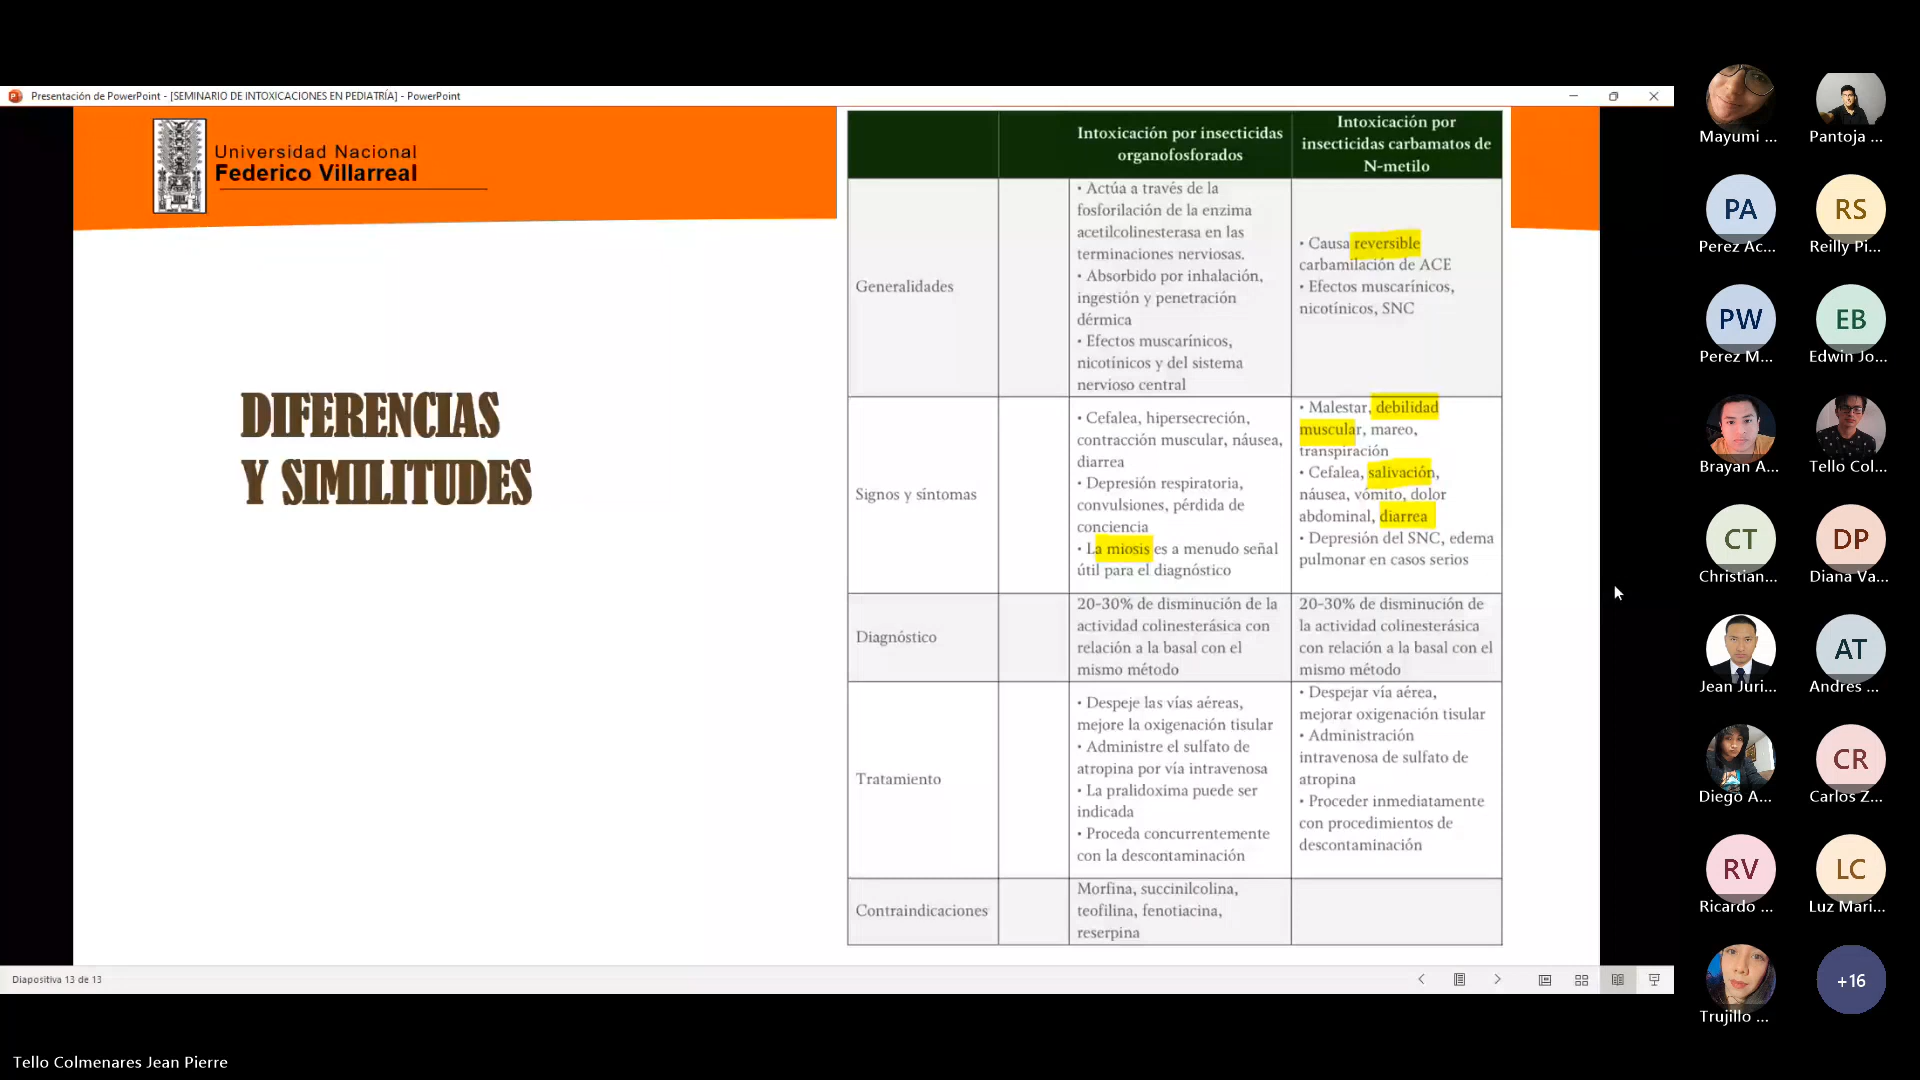 Presentación de PowerPoint - [SEMINARIO DE INTOXICACIONES EN PEDIATRÍA] - PowerPoint
Universidad Nacional
Federico Villarreal
DIFERENCIAS
Y SIMILITUDES
Intoxicación por insecticidas
organofosforados
Intoxicación por
insecticidas carbamatos de
N-metilo
Generalidades
• Actúa a través de la
fosforilación de la enzima
acetilcolinesterasa en las
terminaciones nerviosas.
• Absorbido por inhalación,
ingestión y penetración
dérmica
• Efectos muscarínicos,
nicotínicos y del sistema
nervioso central
• Causa reversible
carbamilación de ACE
• Efectos muscarínicos,
nicotínicos, SNC
Signos y síntomas
• Cefalea, hipersecreción,
contracción muscular, náusea,
diarrea
• Depresión respiratoria,
convulsiones, pérdida de
conciencia
• La miosis es a menudo señal
útil para el diagnóstico
• Malestar, debilidad
muscular, mareo,
transpiración
• Cefalea, salivación,
náusea, vómito, dolor
abdominal, diarrea
• Depresión del SNC, edema
pulmonar en casos serios
Diagnóstico
20-30% de disminución de la
actividad colinesterásica con
relación a la basal con el
mismo método
20-30% de disminución de
la actividad colinesterásica
con relación a la basal con el
mismo método
Tratamiento
• Despeje las vías aéreas,
mejore la oxigenación tisular
• Administre el sulfato de
atropina por vía intravenosa
• La pralidoxima puede ser
indicada
• Proceda concurrentemente
con la descontaminación
• Despejar vía aérea,
mejorar oxigenación tisular
• Administración
intravenosa de sulfato de
atropina
• Proceder inmediatamente
con procedimientos de
descontaminación
Contraindicaciones
Morfina, succinilcolina,
teofilina, fenotiacina,
reserpina
Diapositiva 13 de 13
Tello Colmenares Jean Pierre
Mayumi ...
Pantoja ...
PA
Perez Ac...
RS
Reilly Pi...
PW
Perez M...
EB
Edwin Jo...
Brayan A...
Tello Col...
CT
Christian...
DP
Diana Va...
Jean Juri...
AT
Andres ...
Diego A...
CR
Carlos Z...
RV
Ricardo ...
LC
Luz Mari...
Trujillo ...
+16